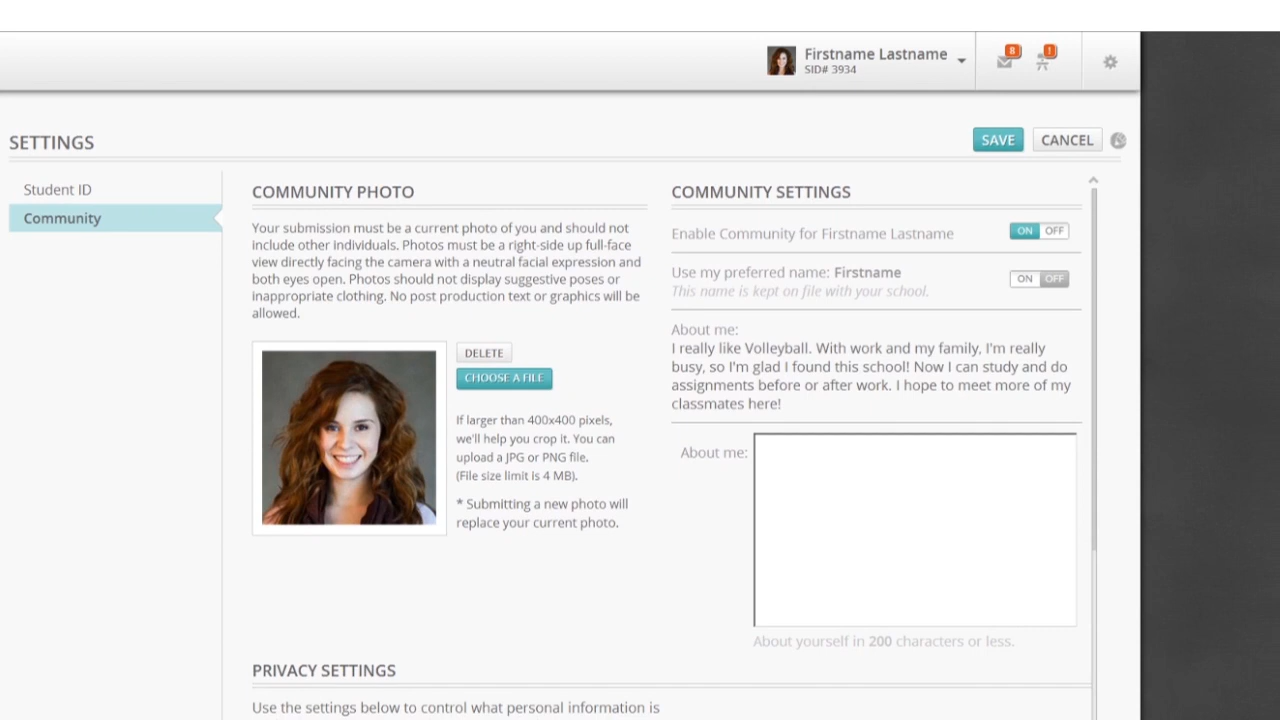 Firstname Lastname
SID# 3934
8
!
SETTINGS
SAVE
CANCEL
Student ID
Community
COMMUNITY PHOTO
Your submission must be a current photo of you and should not
include other individuals. Photos must be a right-side up full-face
view directly facing the camera with a neutral facial expression and
both eyes open. Photos should not display suggestive poses or
inappropriate clothing. No post production text or graphics will be
allowed.
DELETE
CHOOSE A FILE
If larger than 400x400 pixels,
we'll help you crop it. You can
upload a JPG or PNG file.
(File size limit is 4 MB).
* Submitting a new photo will
replace your current photo.
COMMUNITY SETTINGS
Enable Community for Firstname Lastname
ON OFF
Use my preferred name: Firstname
ON OFF
This name is kept on file with your school.
About me:
I really like Volleyball. With work and my family, I'm really
busy, so I'm glad I found this school! Now I can study and do
assignments before or after work. I hope to meet more of my
classmates here!
About me:
About yourself in 200 characters or less.
PRIVACY SETTINGS
Use the settings below to control what personal information is